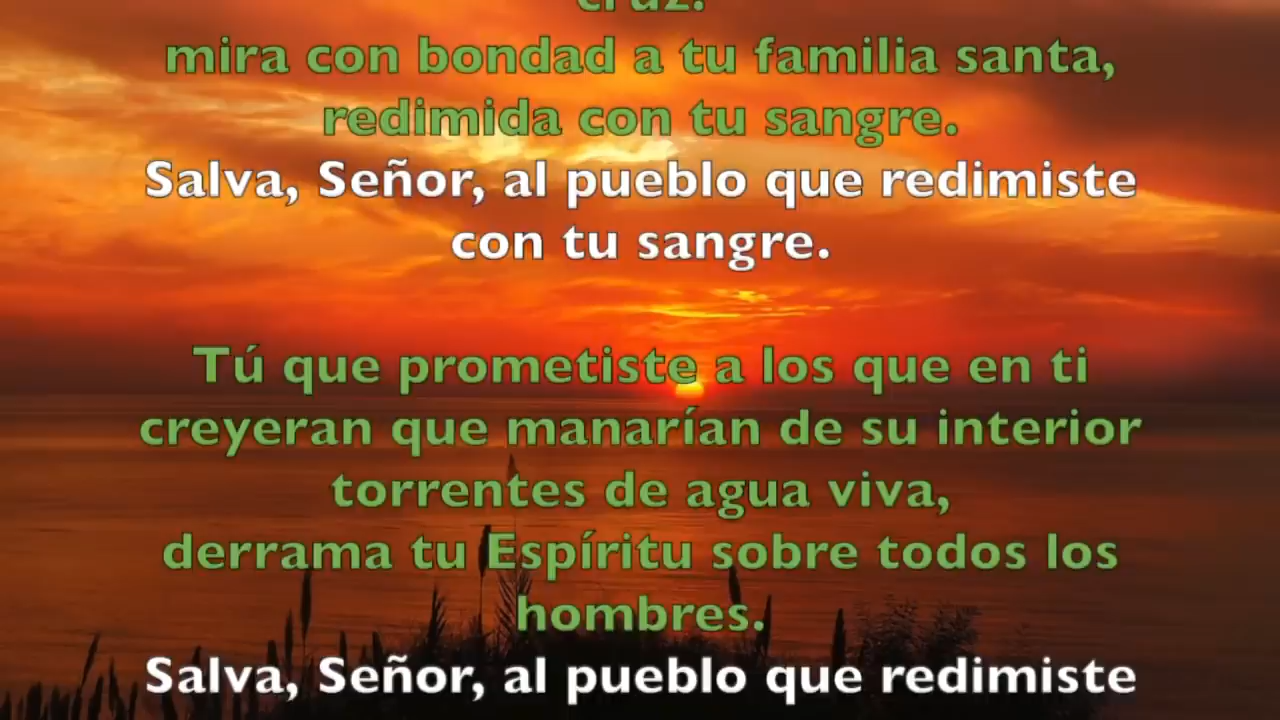 cruz.
mira con bondad a tu familia santa,
redimida con tu sangre.
Salva, Señor, al pueblo que redimiste
con tu sangre.
Tú que prometiste a los que en ti
creyeran que manarían de su interior
torrentes de agua viva,
derrama tu Espíritu sobre todos los
hombres.
Salva, Señor, al pueblo que redimiste